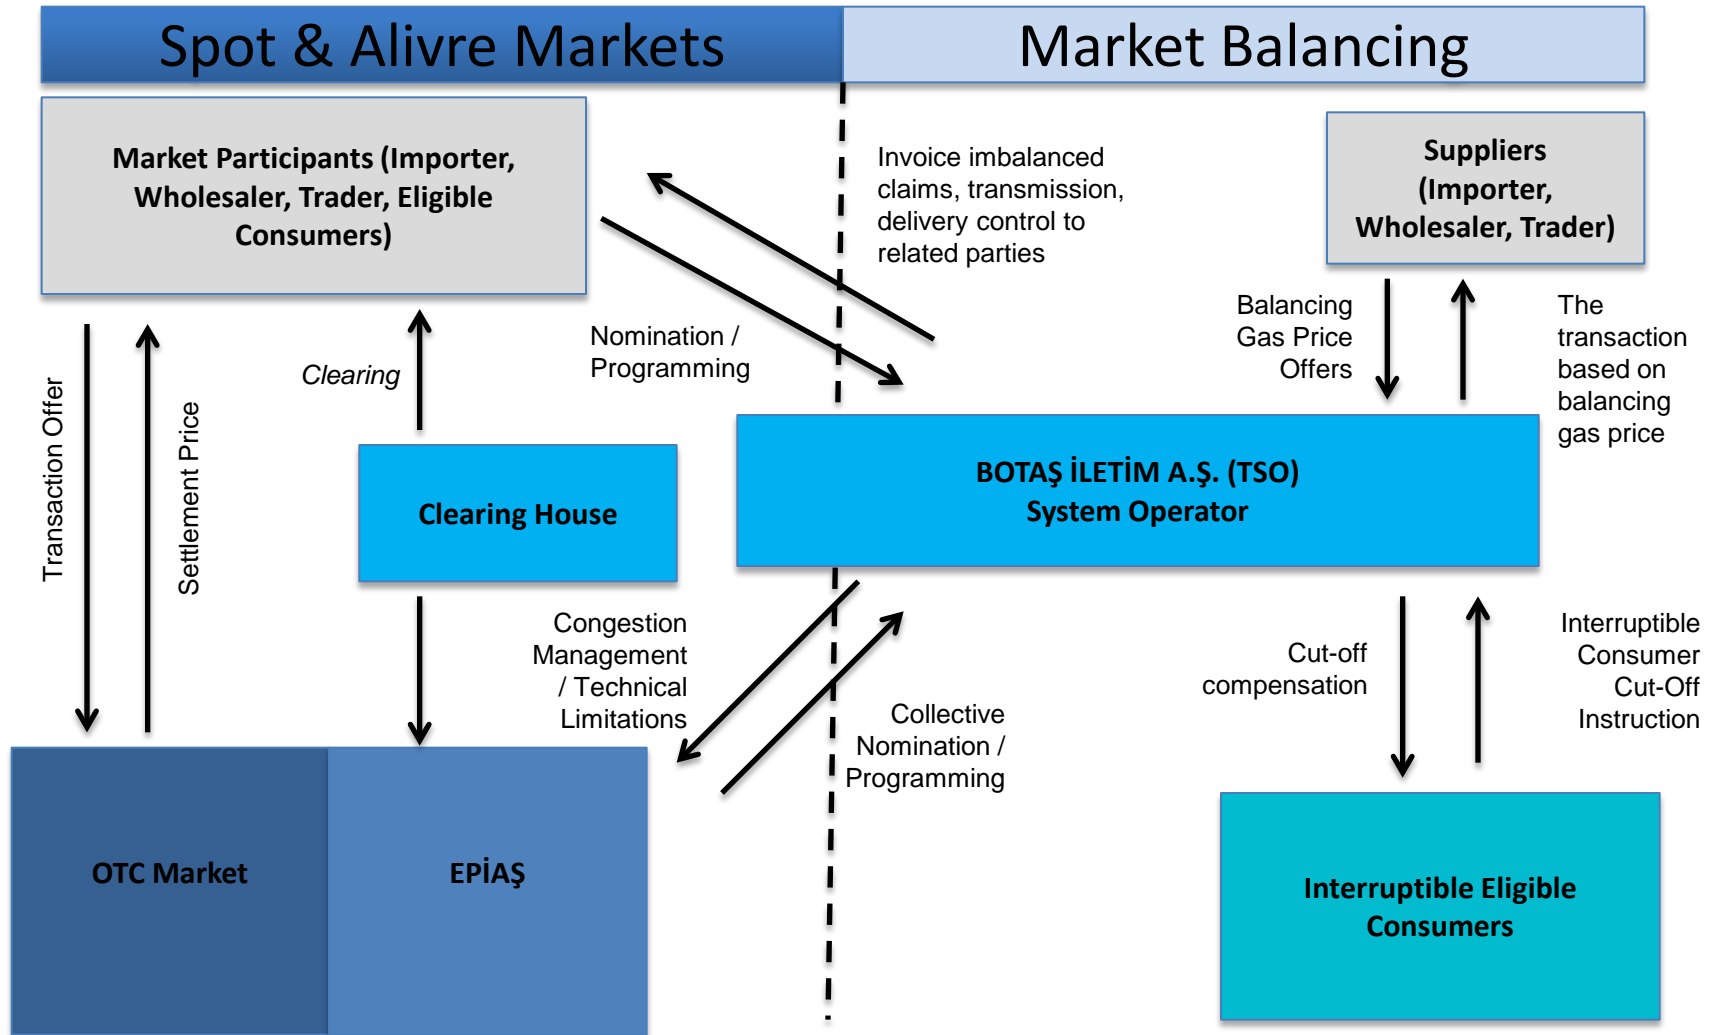 Spot & Alivre Markets
Market Balancing
Market Participants (Importer,
Wholesaler, Trader, Eligible
Consumers)
Invoice imbalanced
claims, transmission,
delivery control to
related parties
Suppliers
(Importer,
Wholesaler, Trader)
Nomination /
Programming
Balancing
Gas Price
Offers
The
transaction
based on
balancing
gas price
Transaction Offer
Settlement Price
Clearing
Clearing House
BOTAŞ İLETİM A.Ş. (TSO)
System Operator
Congestion
Management
/ Technical
Limitations
Collective
Nomination /
Programming
Cut-off
compensation
Interruptible
Consumer
Cut-Off
Instruction
OTC Market
EPİAŞ
Interruptible Eligible
Consumers